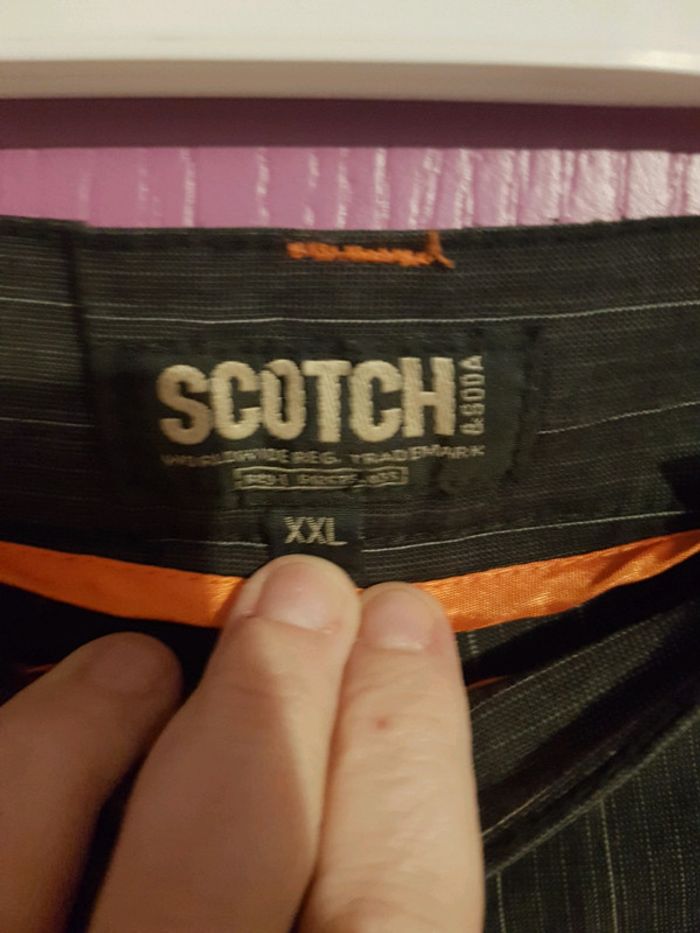 SCOTCH & SODA
WORLDWIDE REG. TRADEMARK
XXL